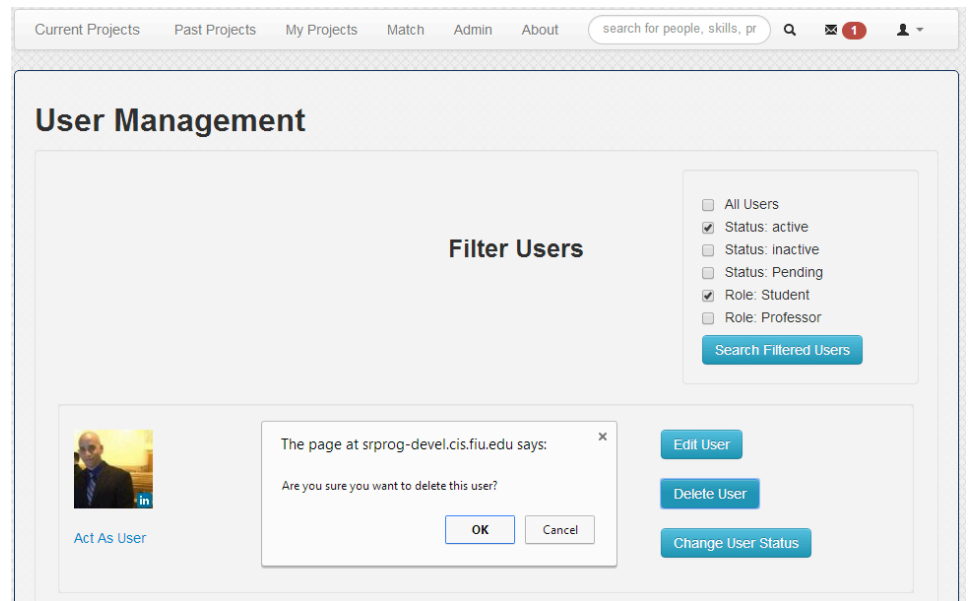 Current Projects Past Projects My Projects Match Admin About search for people, skills, pr 1
User Management
Filter Users
All Users
Status: active
Status: inactive
Status: Pending
Role: Student
Role: Professor
Search Filtered Users
in
Act As User
The page at srprog-devel.cis.fiu.edu says: ×
Are you sure you want to delete this user?
OK Cancel
Edit User
Delete User
Change User Status